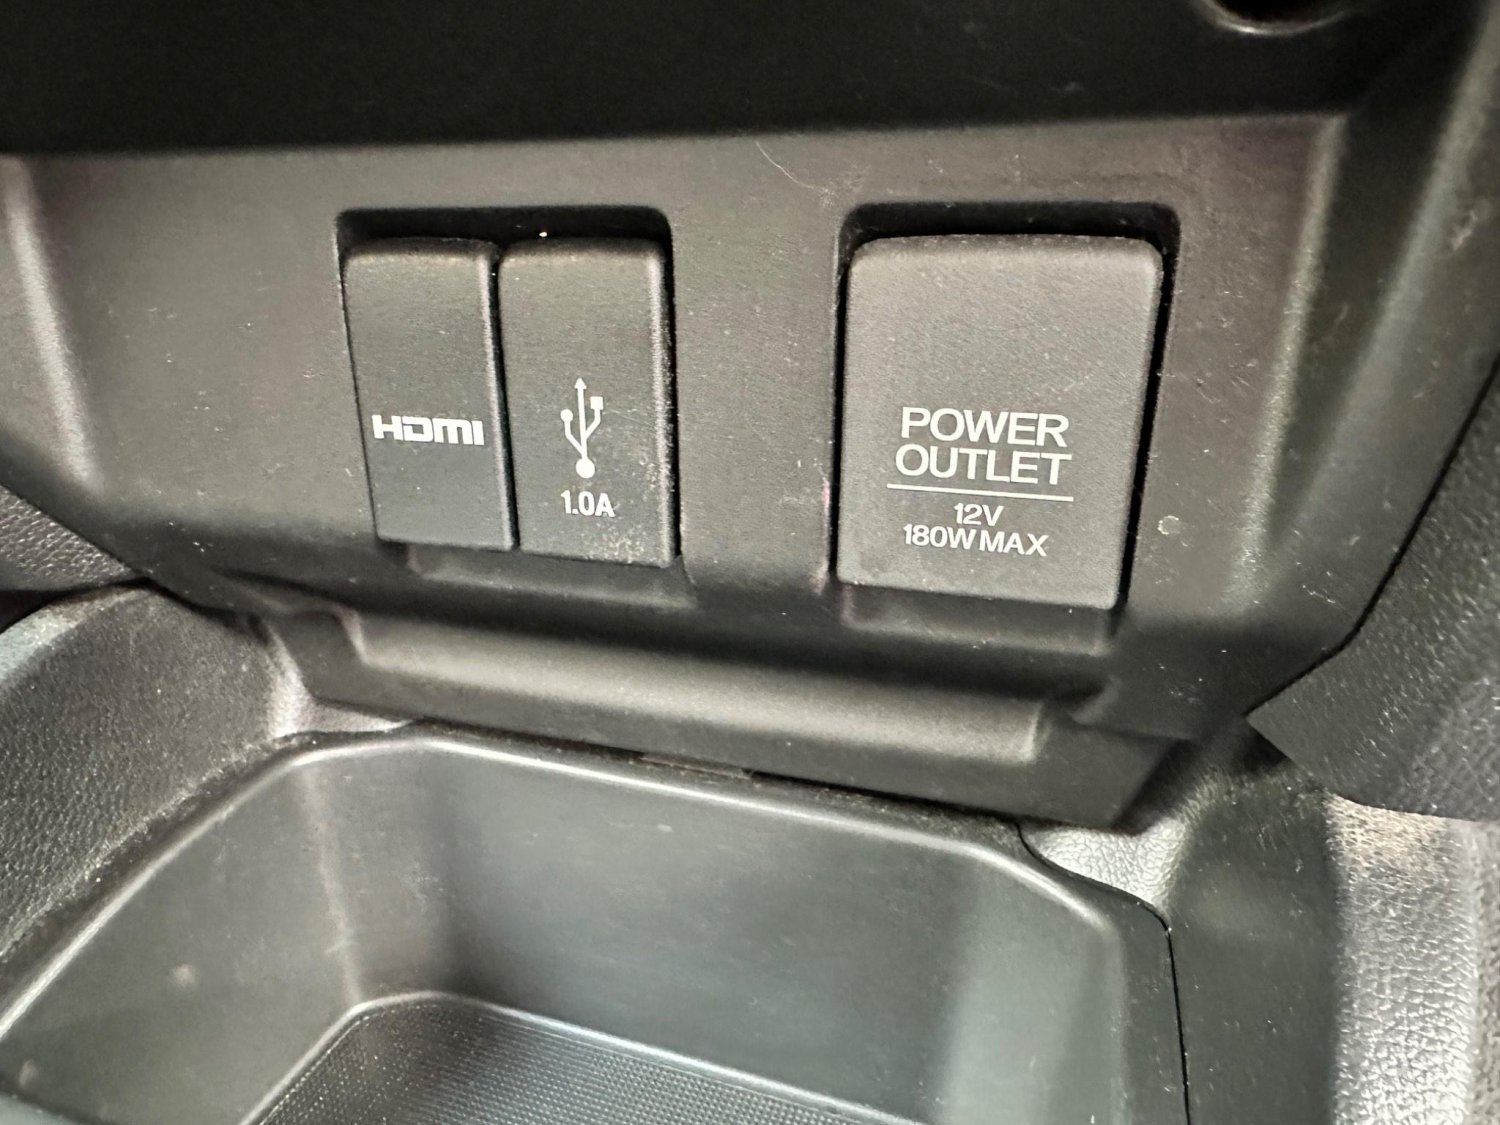 HDMI
1.0A
POWER
OUTLET
12V
180W MAX